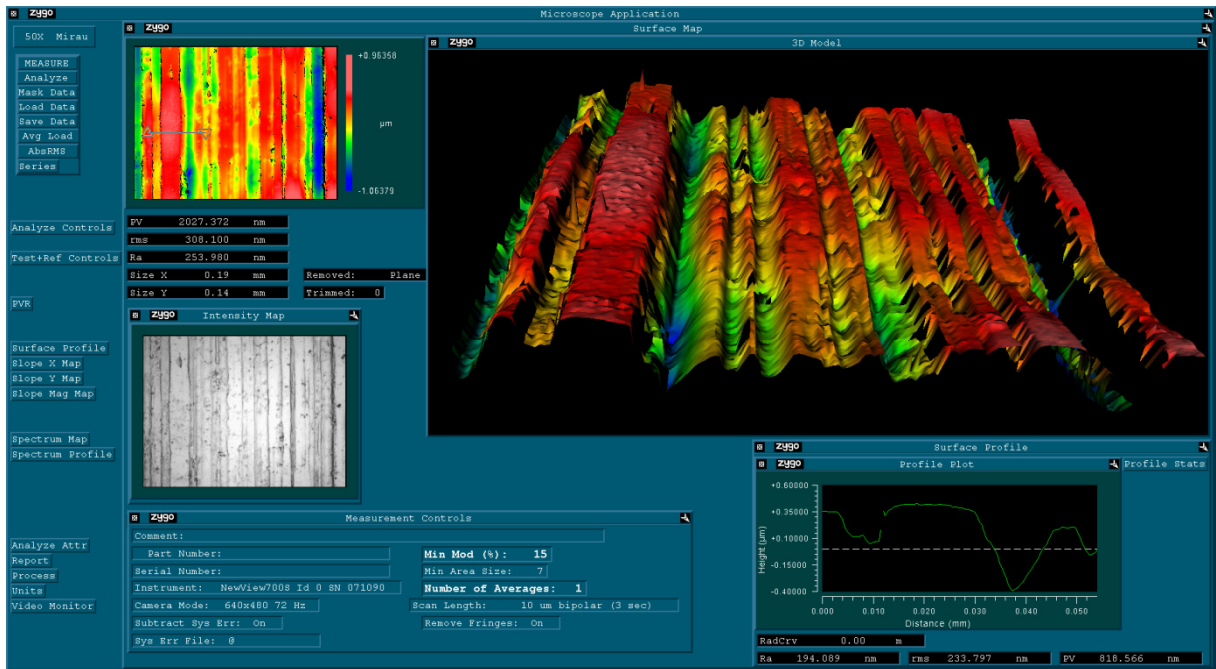 zygo Microscope Application
50X Mirau
MEASURE
Analyze
Mask Data
Load Data
Save Data
Avg Load
AbsRMS
Series
Analyze Controls
Test+Ref Controls
PVR
Surface Profile
Slope X Map
Slope Y Map
Slope Mag Map
Spectrum Map
Spectrum Profile
Analyze Attr
Report
Process
Units
Video Monitor
zygo Surface Map
zygo
+0.96358
µm
-1.06379
PV 2027.372 nm
rms 308.100 nm
Ra 253.980 nm
Size X 0.19 mm
Size Y 0.14 mm
Removed: Plane
Trimmed: 0
zygo 3D Model
zygo Intensity Map
zygo Measurement Controls
Comment:
Part Number:
Serial Number:
Instrument: NewView700S Id 0 SN 071090
Camera Mode: 640x480 72 Hz
Subtract Sys Err: On
Sys Err File: @
Min Mod (%): 15
Min Area Size: 7
Number of Averages: 1
Scan Length: 10 um bipolar (3 sec)
Remove Fringes: On
zygo Surface Profile
zygo Profile Plot
Profile Stats
+0.60000
+0.35000
+0.10000
-0.15000
-0.40000
Height (µm)
0.000 0.010 0.020 0.030 0.040 0.050
Distance (mm)
RadCrv 0.00 m
Ra 194.089 nm rms 233.797 nm PV 818.566 nm